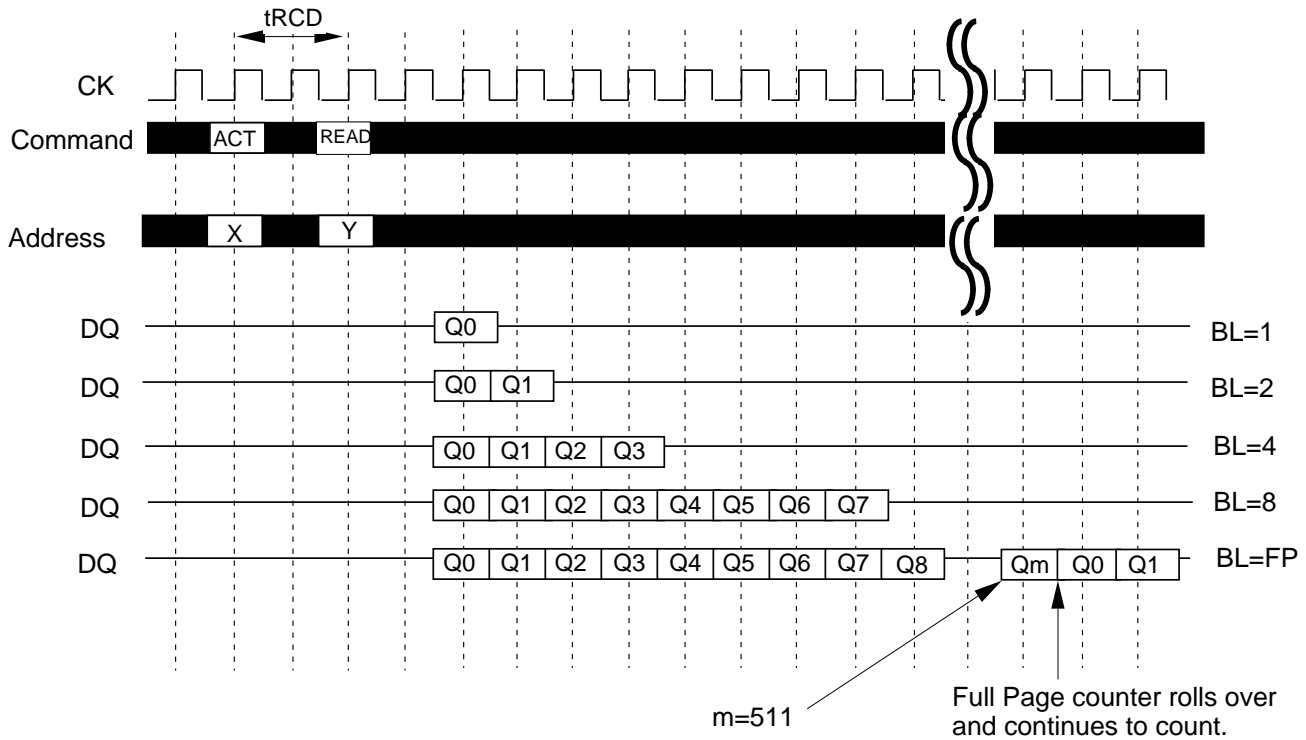 tRCD
CK
Command ACT READ
Address X Y
DQ Q0 BL=1
DQ Q0 Q1 BL=2
DQ Q0 Q1 Q2 Q3 BL=4
DQ Q0 Q1 Q2 Q3 Q4 Q5 Q6 Q7 BL=8
DQ Q0 Q1 Q2 Q3 Q4 Q5 Q6 Q7 Q8 Qm Q0 Q1 BL=FP
m=511
Full Page counter rolls over
and continues to count.